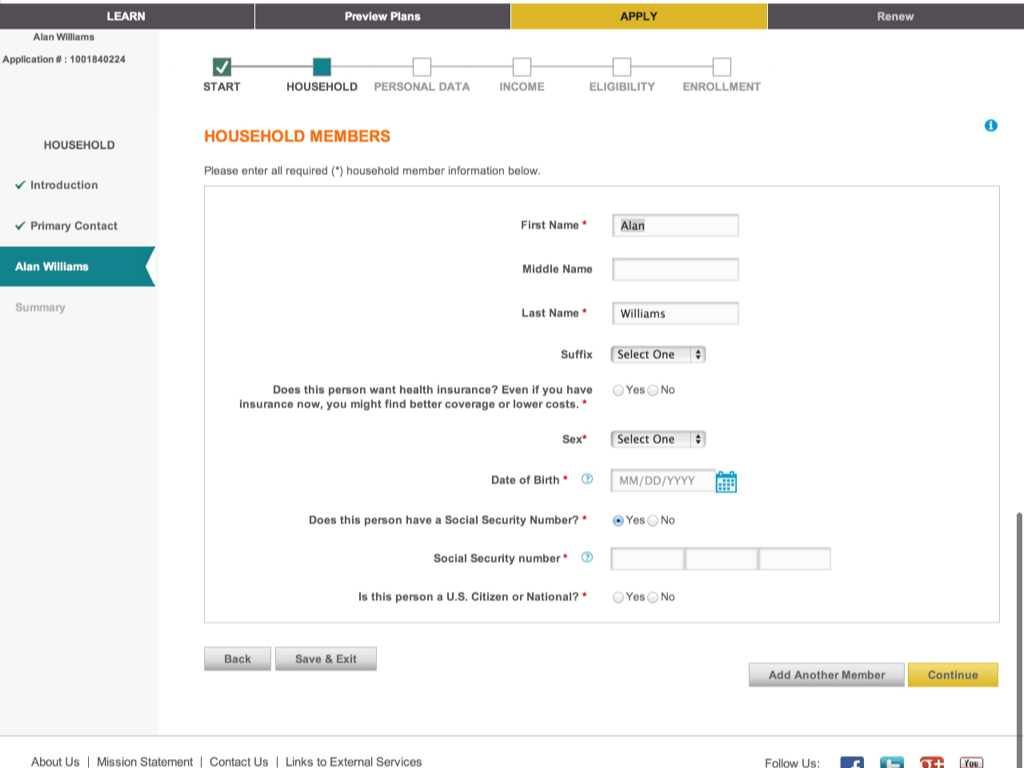 LEARN
Preview Plans
APPLY
Renew
Alan Williams
Application # : 1001840224
START
HOUSEHOLD
PERSONAL DATA
INCOME
ELIGIBILITY
ENROLLMENT
HOUSEHOLD
Introduction
Primary Contact
Alan Williams
Summary
HOUSEHOLD MEMBERS
Please enter all required (*) household member information below.
First Name * Alan
Middle Name
Last Name * Williams
Suffix Select One
Does this person want health insurance? Even if you have
insurance now, you might find better coverage or lower costs. *
Yes No
Sex* Select One
Date of Birth * ? MM/DD/YYYY
Does this person have a Social Security Number? * Yes No
Social Security number * ?
Is this person a U.S. Citizen or National? * Yes No
Back
Save & Exit
Add Another Member
Continue
About Us | Mission Statement | Contact Us | Links to External Services
Follow Us:
You